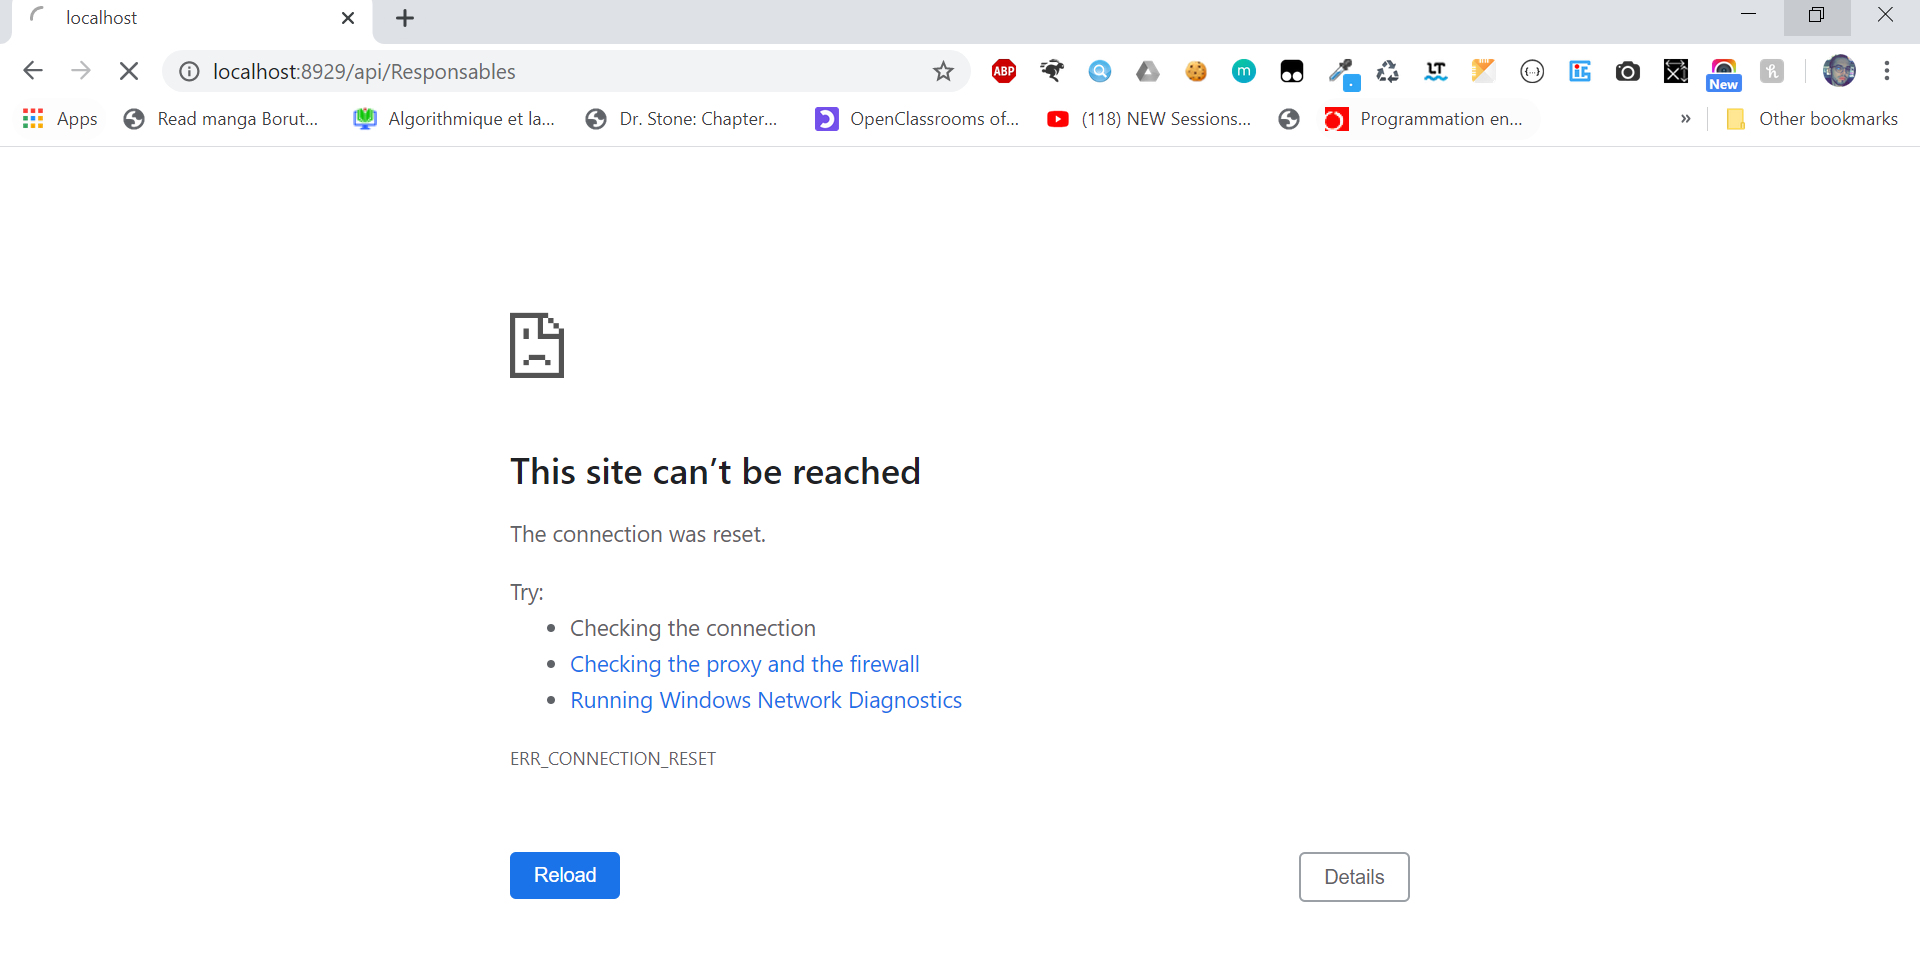 localhost
localhost:8929/api/Responsables
ABP
m
LT
New
h
Apps
Read manga Borut...
Algorithmique et la...
Dr. Stone: Chapter...
OpenClassrooms of...
(118) NEW Sessions...
Programmation en...
»
Other bookmarks
This site can’t be reached
The connection was reset.
Try:
• Checking the connection
• Checking the proxy and the firewall
• Running Windows Network Diagnostics
ERR_CONNECTION_RESET
Reload
Details